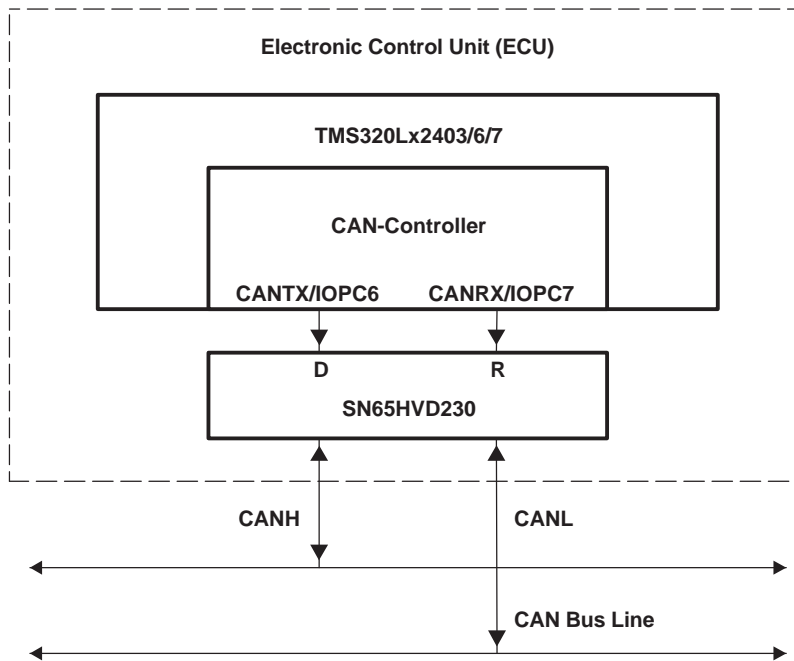 Electronic Control Unit (ECU)
TMS320Lx2403/6/7
CAN-Controller
CANTX/IOPC6 CANRX/IOPC7
D R
SN65HVD230
CANH CANL
CAN Bus Line